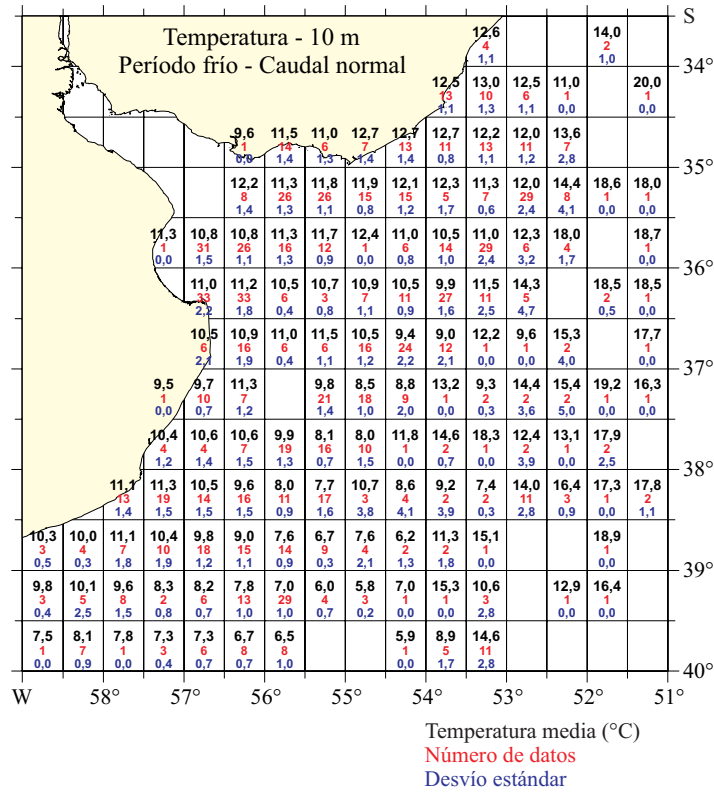 Temperatura - 10 m
Período frío - Caudal normal
12,6 14,0
4 2
1,1 1,0
S
34°
12,5 13,0 12,5 11,0 20,0
13 10 6 1 1
1,1 1,3 1,1 0,0 0,0
9,6 11,5 11,0 12,7 12,7 12,7 12,2 12,0 13,6
1 14 6 7 13 11 13 11 7
0,0 1,4 1,3 1,4 1,4 0,8 1,1 1,2 2,8
35°
12,2 11,3 11,8 11,9 12,1 12,3 11,3 12,0 14,4 18,6 18,0
8 26 26 15 15 5 7 29 8 1 1
1,4 1,3 1,1 0,8 1,2 1,7 0,6 2,4 4,1 0,0 0,0
11,3 10,8 10,8 11,3 11,7 12,4 11,0 10,5 11,0 12,3 18,0 18,7
1 31 26 16 12 1 6 14 29 6 4 1
0,0 1,5 1,1 1,3 0,9 0,0 0,8 1,0 2,4 3,2 1,7 0,0
36°
11,0 11,2 10,5 10,7 10,9 10,5 9,9 11,5 14,3 18,5 18,5
33 33 6 3 7 11 27 11 5 2 1
2,2 1,8 0,4 0,8 1,1 0,9 1,6 2,5 4,7 0,5 0,0
10,5 10,9 11,0 11,5 10,5 9,4 9,0 12,2 9,6 15,3 17,7
6 16 6 6 16 24 12 1 1 2 1
2,1 1,9 0,4 1,1 1,2 2,2 2,1 0,0 0,0 4,0 0,0
37°
9,5 9,7 11,3 9,8 8,5 8,8 13,2 9,3 14,4 15,4 19,2 16,3
1 10 7 21 18 9 1 2 2 2 1 1
0,0 0,7 1,2 1,4 1,0 2,0 0,0 0,3 3,6 5,0 0,0 0,0
10,4 10,6 10,6 9,9 8,1 8,0 11,8 14,6 18,3 12,4 13,1 17,9
4 4 7 19 16 10 1 2 1 2 1 2
1,2 1,4 1,5 1,3 0,7 1,5 0,0 0,7 0,0 3,9 0,0 2,5
38°
11,1 11,3 10,5 9,6 8,0 7,7 10,7 8,6 9,2 7,4 14,0 16,4 17,3 17,8
13 19 14 16 11 17 3 4 2 2 11 3 1 2
1,4 1,5 1,5 1,5 0,9 1,6 3,8 4,1 3,9 0,3 2,8 0,9 0,0 1,1
10,3 10,0 11,1 10,4 9,8 9,0 7,6 6,7 7,6 6,2 11,3 15,1 18,9
3 4 7 10 18 15 14 9 4 2 2 1 1
0,5 0,3 1,8 1,9 1,2 1,1 0,9 0,3 2,1 1,3 1,8 0,0 0,0
39°
9,8 10,1 9,6 8,3 8,2 7,8 7,0 6,0 5,8 7,0 15,3 10,6 12,9 16,4
3 5 8 2 6 13 29 4 3 1 1 3 1 1
0,4 2,5 1,5 0,8 0,7 1,0 1,0 0,7 0,2 0,0 0,0 2,8 0,0 0,0
7,5 8,1 7,8 7,3 7,3 6,7 6,5 5,9 8,9 14,6
1 7 1 3 6 8 8 1 5 11
0,0 0,9 0,0 0,4 0,7 0,7 1,0 0,0 1,7 2,8
40°
W 58° 57° 56° 55° 54° 53° 52° 51°
Temperatura media (°C)
Número de datos
Desvío estándar